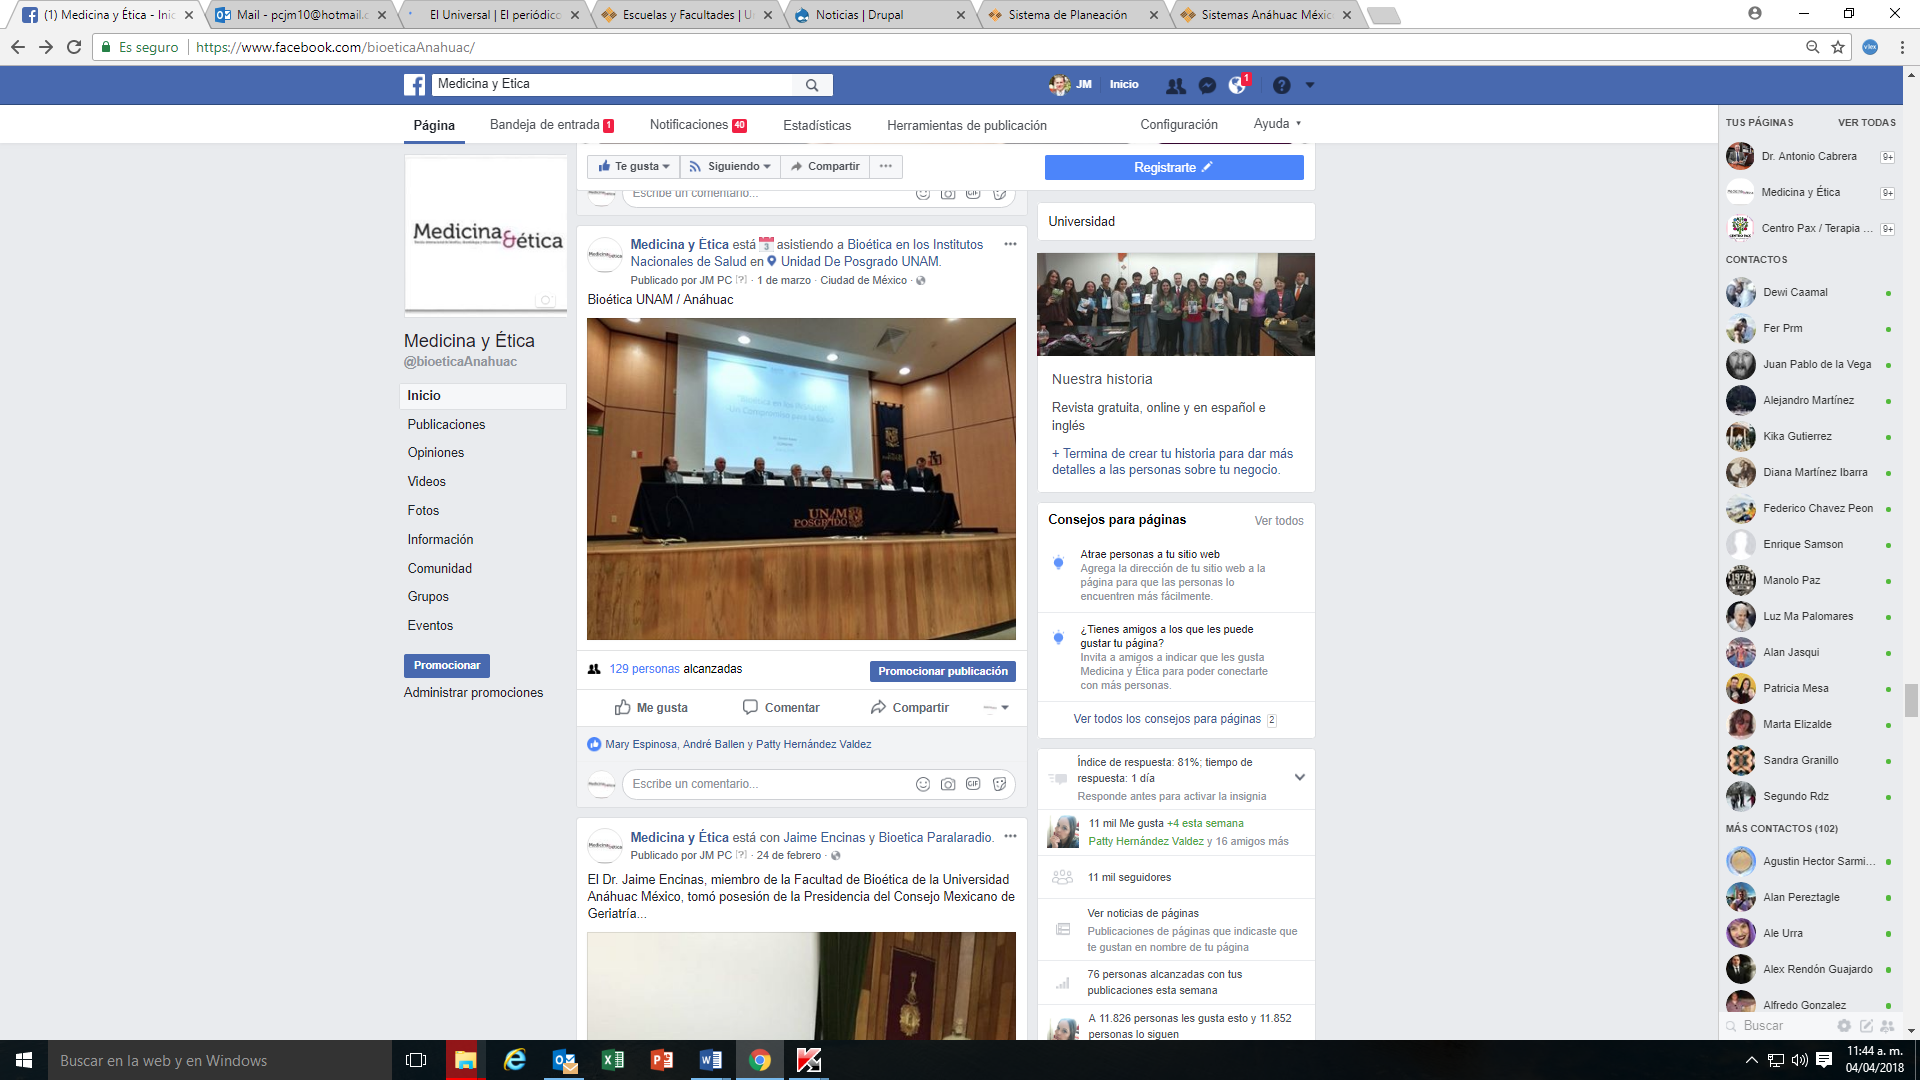 (1) Medicina y Ética - Inic
Mail - pcjm10@hotmail.c
El Universal | El periódico
Escuelas y Facultades | U
Noticias | Drupal
Sistema de Planeación
Sistemas Anáhuac Méxic
Es seguro
https://www.facebook.com/bioeticaAnahuac/
vlex
Medicina y Etica
JM
Inicio
1
Página
Bandeja de entrada 1
Notificaciones 40
Estadísticas
Herramientas de publicación
Configuración
Ayuda
Te gusta
Siguiendo
Compartir
Registrarte
Escribe un comentario...
Medicina&ética
Medicina y Ética
@bioeticaAnahuac
Inicio
Publicaciones
Opiniones
Videos
Fotos
Información
Comunidad
Grupos
Eventos
Promocionar
Administrar promociones
Medicina y Ética está asistiendo a Bioética en los Institutos
Nacionales de Salud en Unidad De Posgrado UNAM.
Publicado por JM PC [?] · 1 de marzo · Ciudad de México ·
Bioética UNAM / Anáhuac
UNAM
POSGRADO
129 personas alcanzadas
Promocionar publicación
Me gusta
Comentar
Compartir
Mary Espinosa, André Ballen y Patty Hernández Valdez
Escribe un comentario...
Medicina y Ética está con Jaime Encinas y Bioetica Paralaradio.
Publicado por JM PC [?] · 24 de febrero ·
El Dr. Jaime Encinas, miembro de la Facultad de Bioética de la Universidad
Anáhuac México, tomó posesión de la Presidencia del Consejo Mexicano de
Geriatría...
Universidad
Nuestra historia
Revista gratuita, online y en español e
inglés
+ Termina de crear tu historia para dar más
detalles a las personas sobre tu negocio.
Consejos para páginas
Ver todos
Atrae personas a tu sitio web
Agrega la dirección de tu sitio web a la
página para que las personas lo
encuentren más fácilmente.
¿Tienes amigos a los que les puede
gustar tu página?
Invita a amigos a indicar que les gusta
Medicina y Ética para poder conectarte
con más personas.
Ver todos los consejos para páginas 2
Índice de respuesta: 81%; tiempo de
respuesta: 1 día
Responde antes para activar la insignia
11 mil Me gusta +4 esta semana
Patty Hernández Valdez y 16 amigos más
11 mil seguidores
Ver noticias de páginas
Publicaciones de páginas que indicaste que
te gustan en nombre de tu página
76 personas alcanzadas con tus
publicaciones esta semana
A 11.826 personas les gusta esto y 11.852
personas lo siguen
TUS PÁGINAS
VER TODAS
Dr. Antonio Cabrera 9+
Medicina y Ética 9+
Centro Pax / Terapia ... 9+
CONTACTOS
Dewi Caamal
Fer Prm
Juan Pablo de la Vega
Alejandro Martínez
Kika Gutierrez
Diana Martínez Ibarra
Federico Chavez Peon
Enrique Samson
Manolo Paz
Luz Ma Palomares
Alan Jasqui
Patricia Mesa
Marta Elizalde
Sandra Granillo
Segundo Rdz
MÁS CONTACTOS (102)
Agustin Hector Sarmi...
Alan Pereztagle
Ale Urra
Alex Rendón Guajardo
Alfredo Gonzalez
Buscar
Buscar en la web y en Windows
11:44 a. m.
04/04/2018